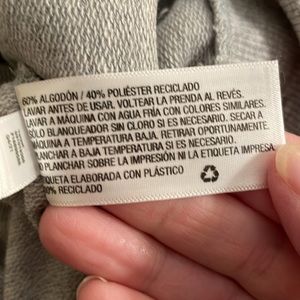 60% ALGODÓN / 40% POLIÉSTER RECICLADO
LAVAR ANTES DE USAR. VOLTEAR LA PRENDA AL REVÉS.
LAVAR A MÁQUINA CON AGUA FRÍA CON COLORES SIMILARES.
SÓLO BLANQUEADOR SIN CLORO SI ES NECESARIO. SECAR A
MÁQUINA A TEMPERATURA BAJA. RETIRAR OPORTUNAMENTE.
PLANCHAR A BAJA TEMPERATURA SI ES NECESARIO.
NO PLANCHAR SOBRE LA IMPRESIÓN NI LA ETIQUETA IMPRESA.
ETIQUETA ELABORADA CON PLÁSTICO
RECICLADO